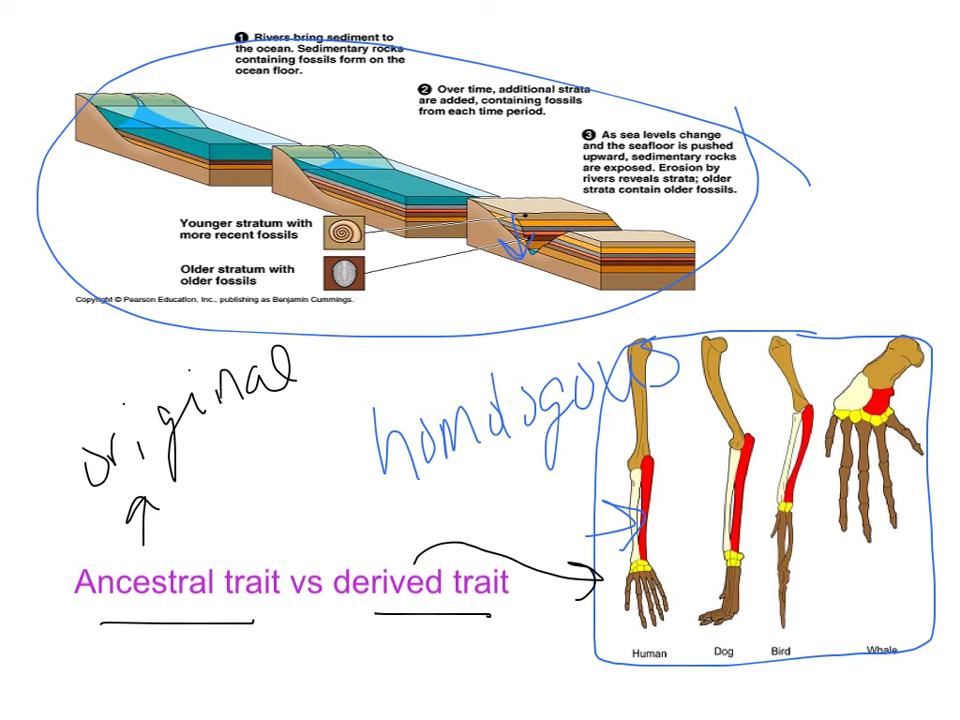 1 Rivers bring sediment to
the ocean. Sedimentary rocks
containing fossils form on the
ocean floor.
2 Over time, additional strata
are added, containing fossils
from each time period.
3 As sea levels change
and the seafloor is pushed
upward, sedimentary rocks
are exposed. Erosion by
rivers reveals strata; older
strata contain older fossils.
Younger stratum with
more recent fossils
Older stratum with
older fossils
Copyright © Pearson Education, Inc., publishing as Benjamin Cummings.
original
homologous
Ancestral trait vs derived trait
Human Dog Bird Whale